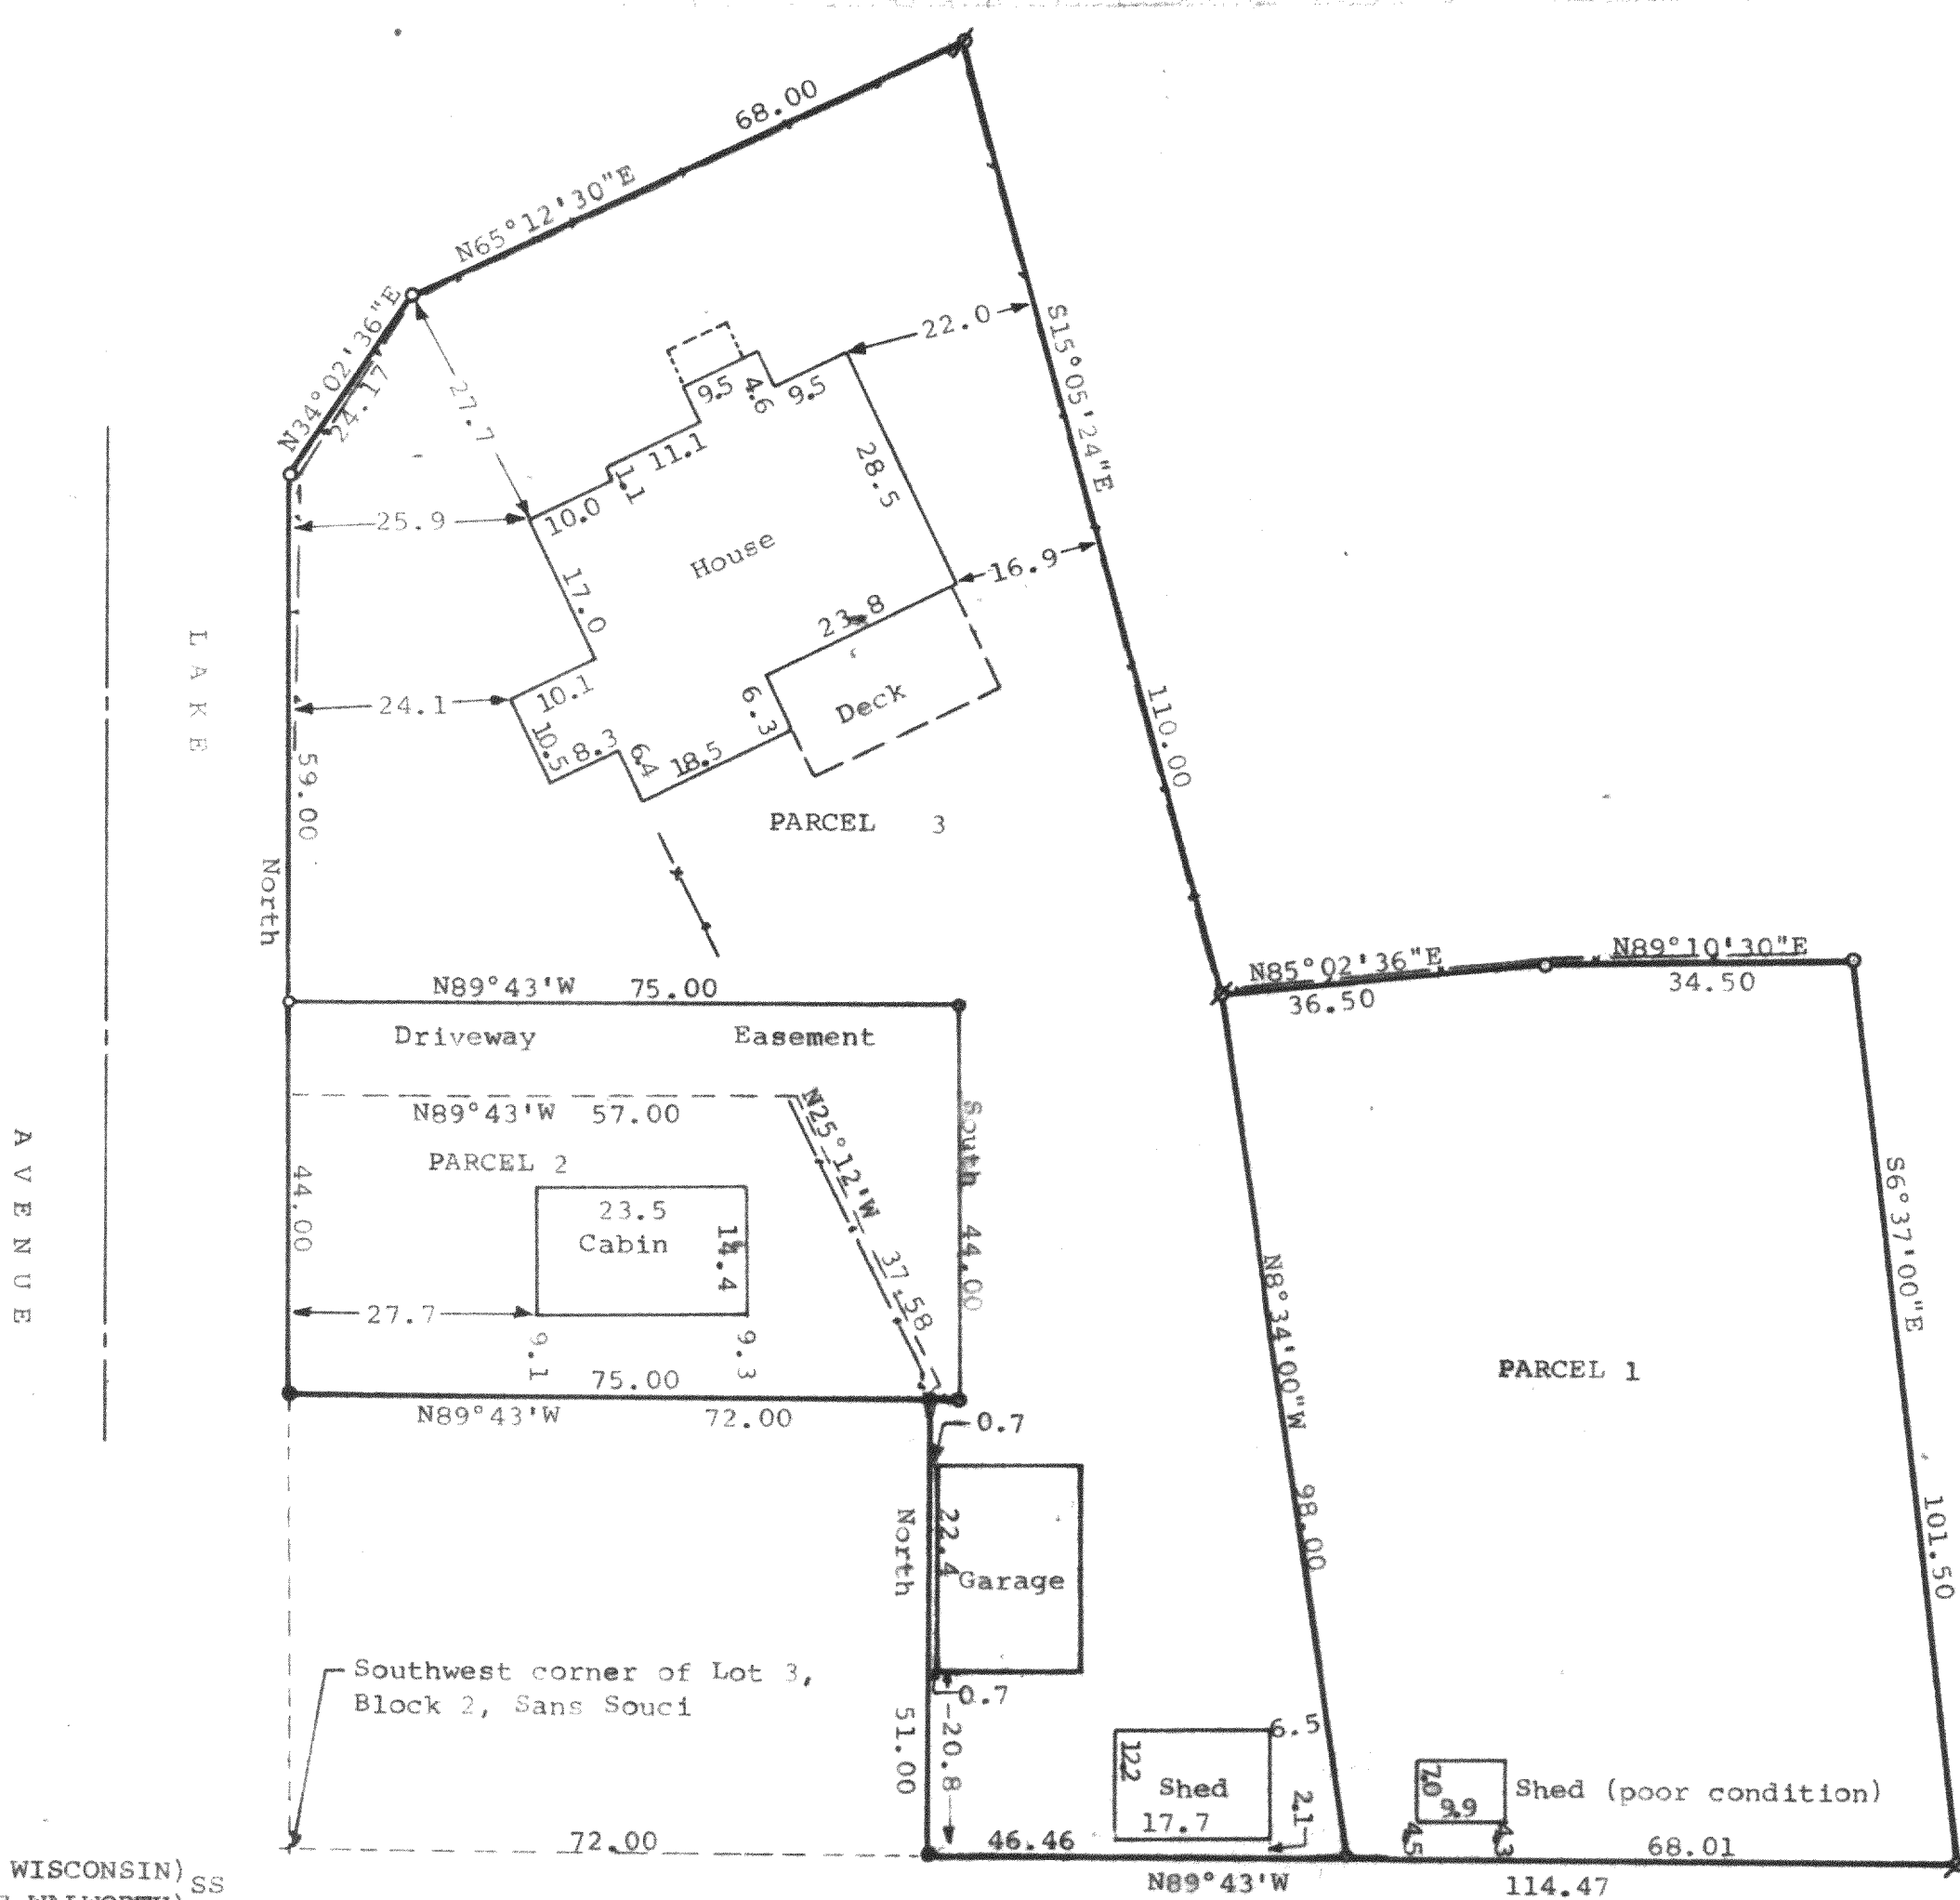 68.00
N65°12'30"E
N34°02'36"E
24.17
27.7
22.0
S15°05'24"E
110.00
9.5
4.6
9.5
11.1
1.1
10.0
28.5
25.9
House
17.0
16.9
23.8
10.1
24.1
6.3
Deck
10.5
8.3
6.4
18.5
LAKE
59.00
North
PARCEL 3
N85°02'36"E
36.50
N89°10'30"E
34.50
N89°43'W 75.00
Driveway Easement
N89°43'W 57.00
N25°12'W 37.58
South 44.00
PARCEL 2
44.00
23.5
Cabin
14.4
27.7
9.1
9.3
AVENUE
75.00
N89°43'W 72.00
0.7
N8°34'00"W 98.00
S6°37'00"E
101.50
PARCEL 1
North
22.4
Garage
0.7
51.00
20.8
Southwest corner of Lot 3,
Block 2, Sans Souci
6.5
12.2
Shed
17.7
2.1
7.0
9.9
Shed (poor condition)
4.5
4.3
72.00
46.46
68.01
N89°43'W
114.47
WISCONSIN)
SS